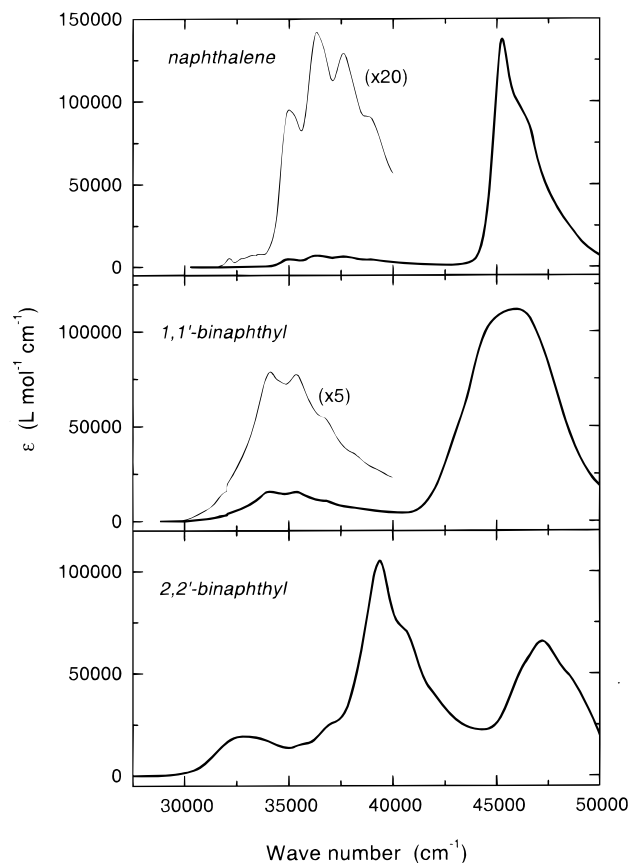 150000
naphthalene
(x20)
100000
50000
0
1,1'-binaphthyl
100000
(x5)
50000
0
ε (L mol⁻¹ cm⁻¹)
2,2'-binaphthyl
100000
50000
0
30000 35000 40000 45000 50000
Wave number (cm⁻¹)